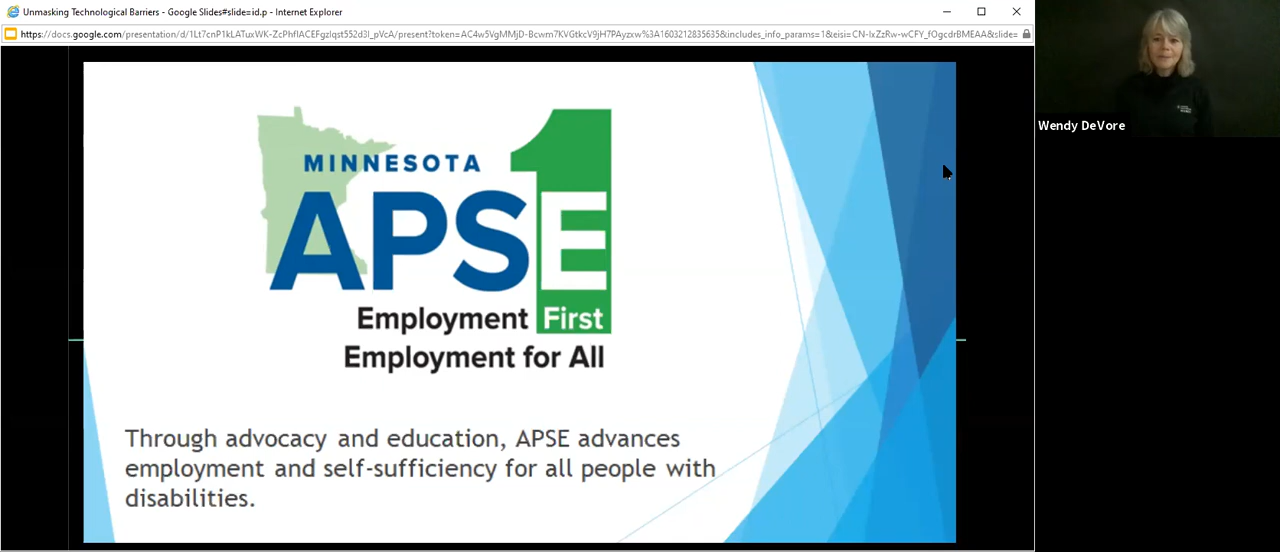 Unmasking Technological Barriers - Google Slides#slide=id.p - Internet Explorer
Wendy DeVore
MINNESOTA
APSE
1
Employment First
Employment for All
Through advocacy and education, APSE advances
employment and self-sufficiency for all people with
disabilities.